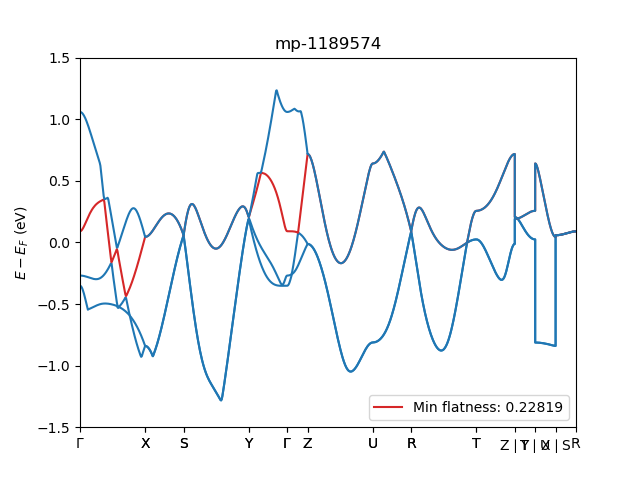 mp-1189574
E − E_F (eV)
1.5
1.0
0.5
0.0
−0.5
−1.0
−1.5
Min flatness: 0.22819
Γ X S Y Γ Z U R T Z | Y | X | S R